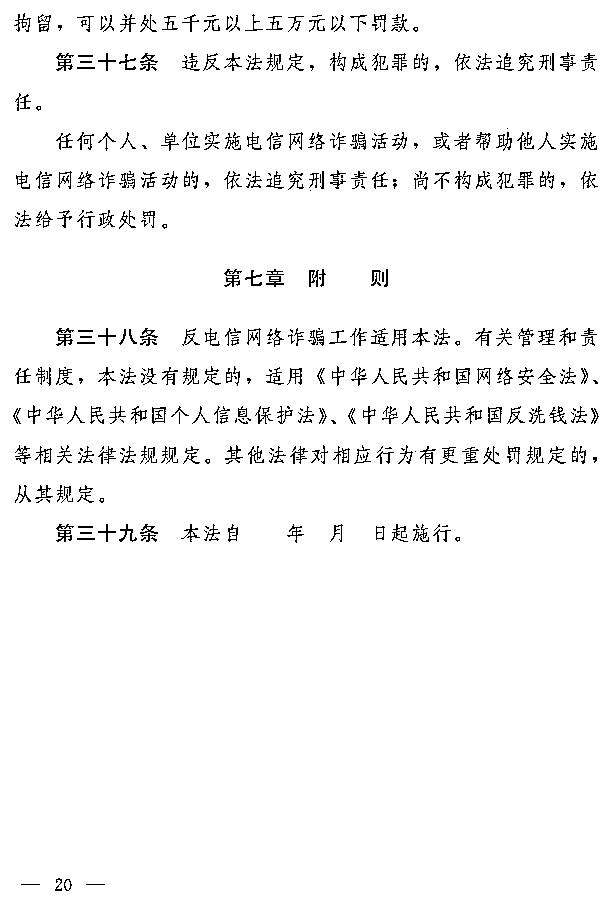 拘留，可以并处五千元以上五万元以下罚款。
第三十七条　违反本法规定，构成犯罪的，依法追究刑事责
任。
任何个人、单位实施电信网络诈骗活动，或者帮助他人实施
电信网络诈骗活动的，依法追究刑事责任；尚不构成犯罪的，依
法给予行政处罚。
第七章　附　　则
第三十八条　反电信网络诈骗工作适用本法。有关管理和责
任制度，本法没有规定的，适用《中华人民共和国网络安全法》、
《中华人民共和国个人信息保护法》、《中华人民共和国反洗钱法》
等相关法律法规规定。其他法律对相应行为有更重处罚规定的，
从其规定。
第三十九条　本法自　　年　月　日起施行。
— 20 —